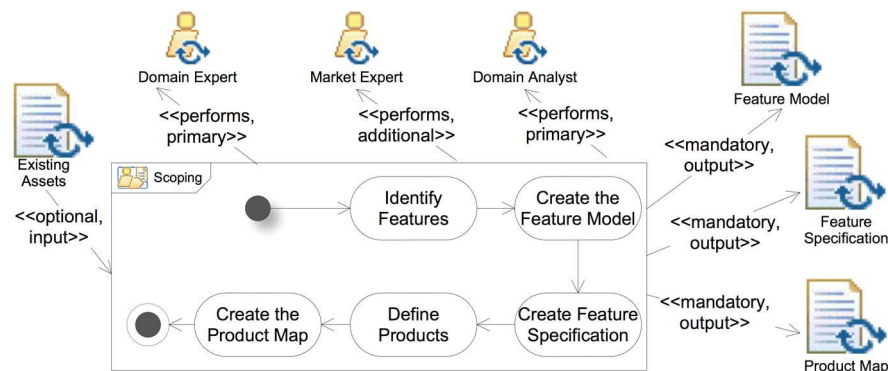 Domain Expert
Market Expert
Domain Analyst
Feature Model
<<performs,
primary>>
<<performs,
additional>>
<<performs,
primary>>
<<mandatory,
output>>
Existing
Assets
<<optional,
input>>
Scoping
Identify
Features
Create the
Feature Model
<<mandatory,
output>>
Feature
Specification
Create the
Product Map
Define
Products
Create Feature
Specification
<<mandatory,
output>>
Product Map